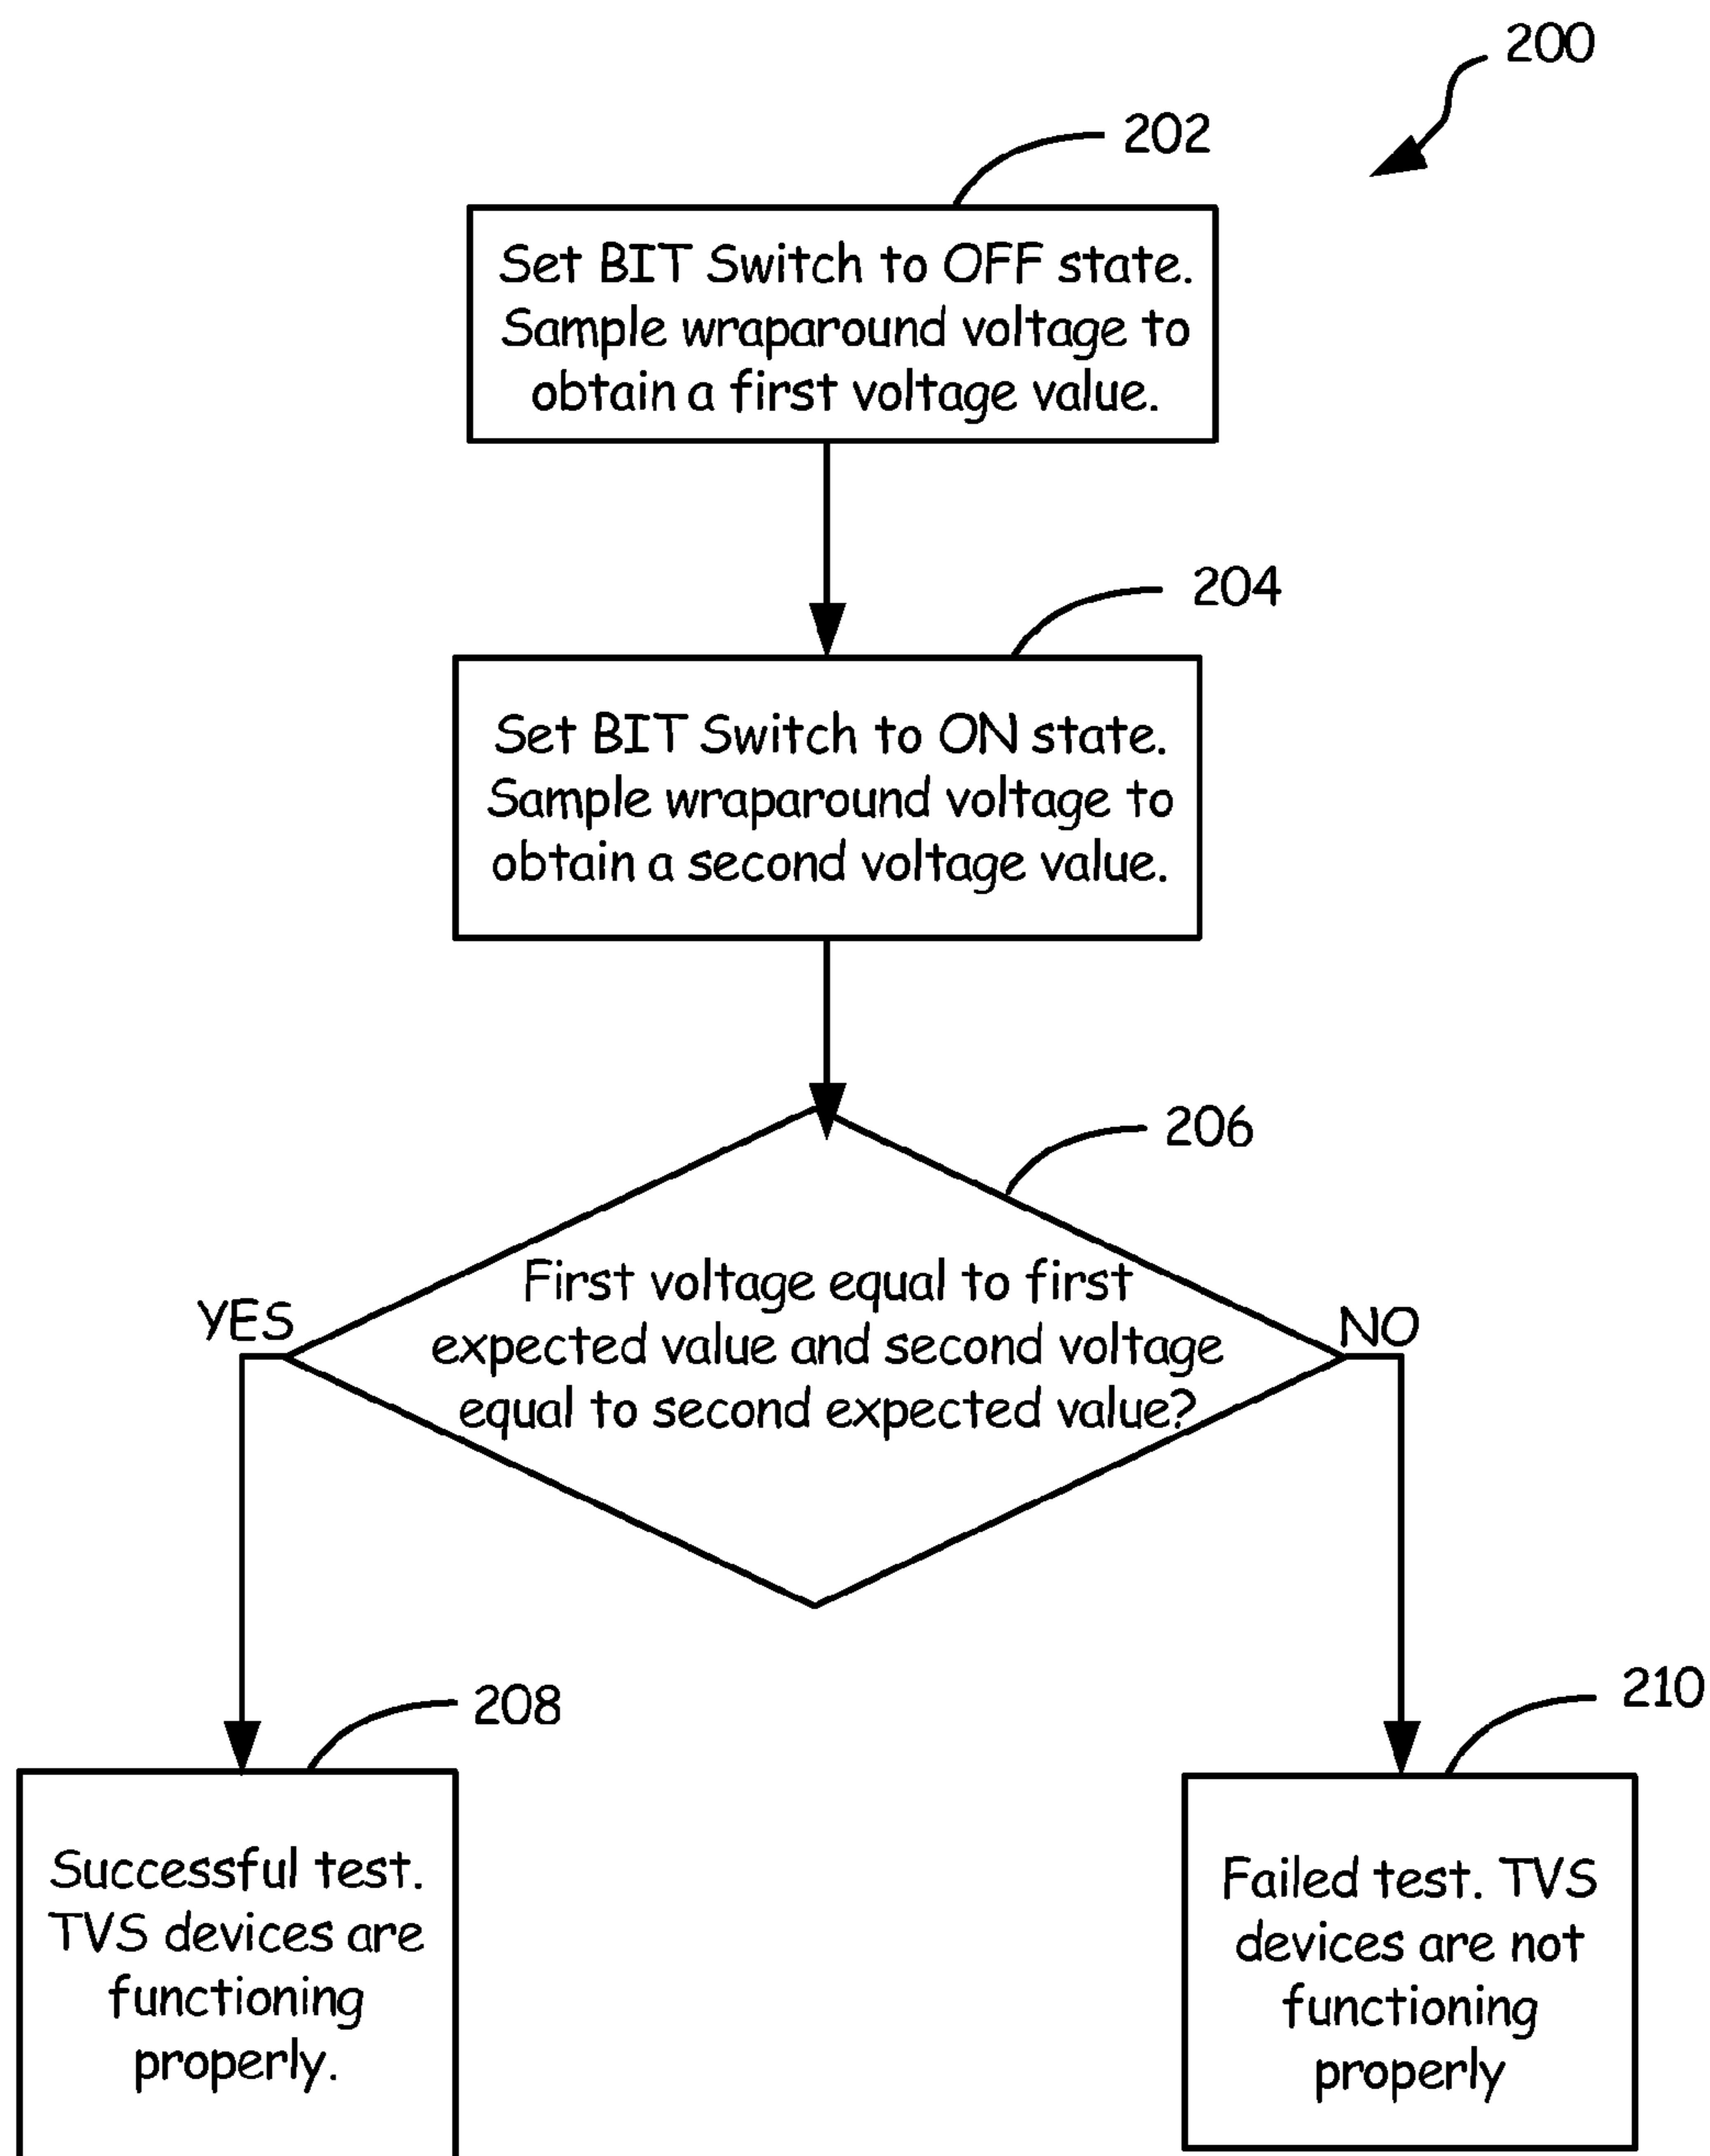 200
202
Set BIT Switch to OFF state.
Sample wraparound voltage to
obtain a first voltage value.
204
Set BIT Switch to ON state.
Sample wraparound voltage to
obtain a second voltage value.
206
First voltage equal to first
expected value and second voltage
equal to second expected value?
YES
NO
208
Successful test.
TVS devices are
functioning
properly.
210
Failed test. TVS
devices are not
functioning
properly